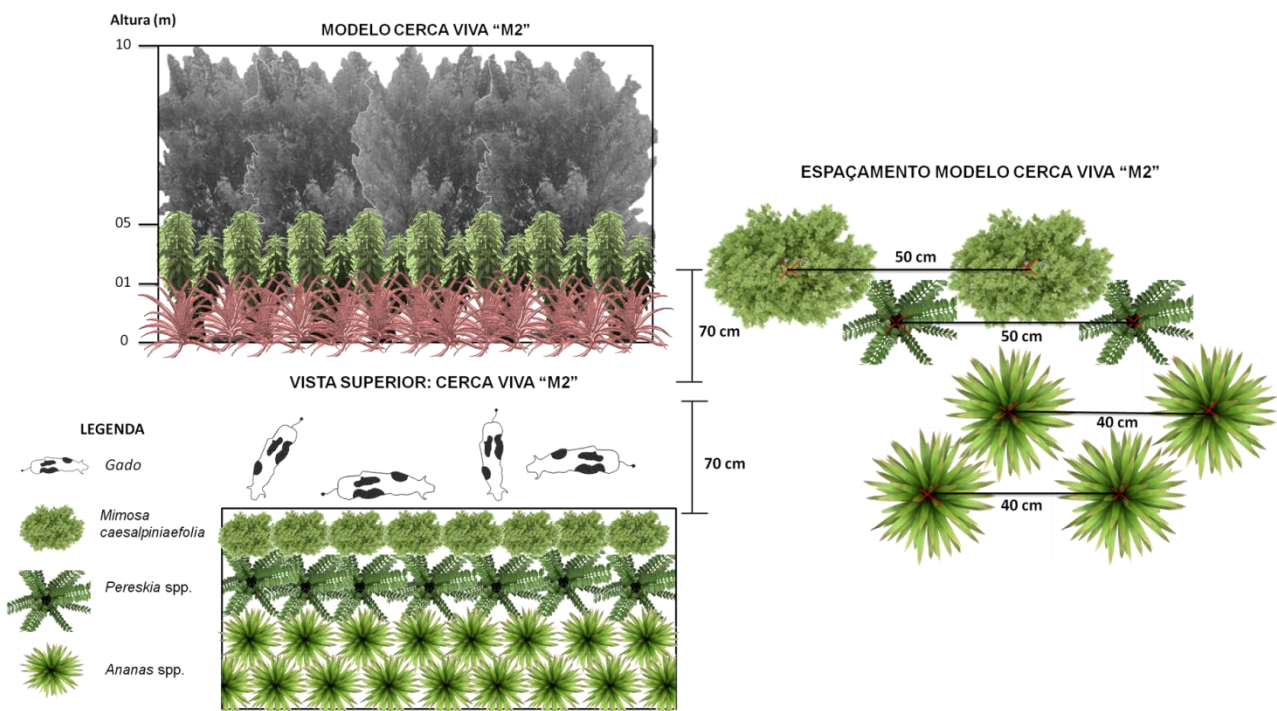 Altura (m)
MODELO CERCA VIVA “M2”
10
05
01
0
ESPAÇAMENTO MODELO CERCA VIVA “M2”
50 cm
50 cm
40 cm
40 cm
70 cm
70 cm
VISTA SUPERIOR: CERCA VIVA “M2”
LEGENDA
Gado
Mimosa
caesalpiniaefolia
Pereskia spp.
Ananas spp.